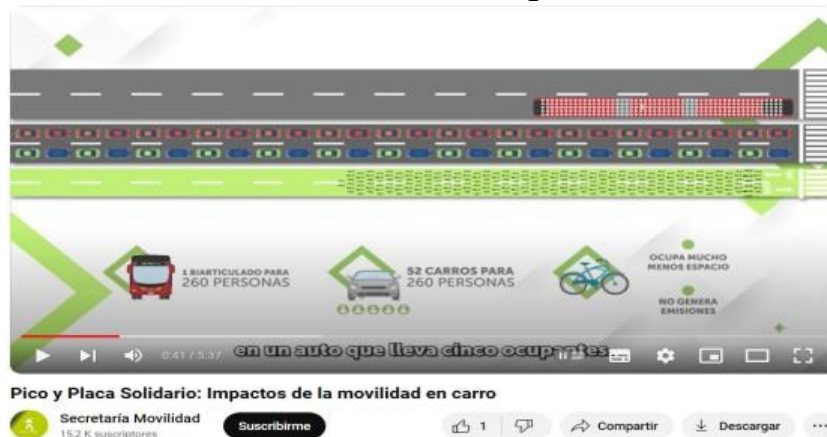 1 BIARTICULADO PARA
260 PERSONAS
52 CARROS PARA
260 PERSONAS
OCUPA MUCHO
MENOS ESPACIO
NO GENERA
EMISIONES
en un auto que lleva cinco ocupantes
0:41 / 5:37
Pico y Placa Solidario: Impactos de la movilidad en carro
Secretaría Movilidad
15.2 K suscriptores
Suscribirme
1
Compartir
Descargar